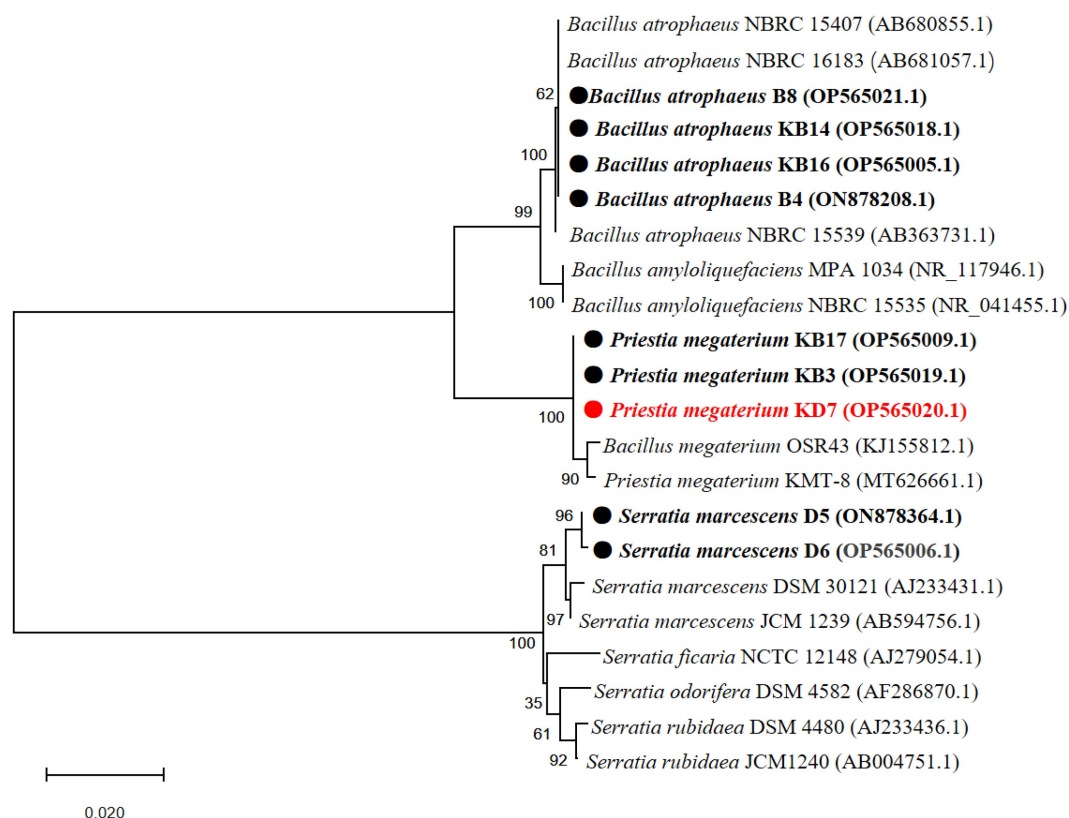 Bacillus atrophaeus NBRC 15407 (AB680855.1)
Bacillus atrophaeus NBRC 16183 (AB681057.1)
62
Bacillus atrophaeus B8 (OP565021.1)
Bacillus atrophaeus KB14 (OP565018.1)
100
Bacillus atrophaeus KB16 (OP565005.1)
Bacillus atrophaeus B4 (ON878208.1)
99
Bacillus atrophaeus NBRC 15539 (AB363731.1)
Bacillus amyloliquefaciens MPA 1034 (NR_117946.1)
100
Bacillus amyloliquefaciens NBRC 15535 (NR_041455.1)
Priestia megaterium KB17 (OP565009.1)
Priestia megaterium KB3 (OP565019.1)
Priestia megaterium KD7 (OP565020.1)
100
Bacillus megaterium OSR43 (KJ155812.1)
90
Priestia megaterium KMT-8 (MT626661.1)
96
Serratia marcescens D5 (ON878364.1)
81
Serratia marcescens D6 (OP565006.1)
Serratia marcescens DSM 30121 (AJ233431.1)
97
Serratia marcescens JCM 1239 (AB594756.1)
100
Serratia ficaria NCTC 12148 (AJ279054.1)
Serratia odorifera DSM 4582 (AF286870.1)
35
Serratia rubidaea DSM 4480 (AJ233436.1)
61
92
Serratia rubidaea JCM1240 (AB004751.1)
0.020